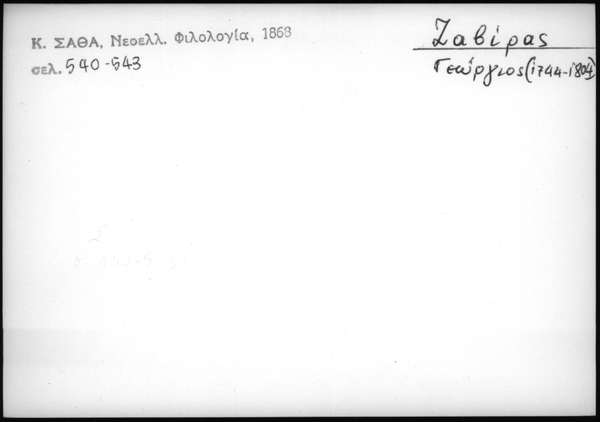 Κ. ΣΑΘΑ, Νεοελλ. Φιλολογία, 1868
σελ. 540-543
Ζαβίρας
Γεώργιος (1744-1804)